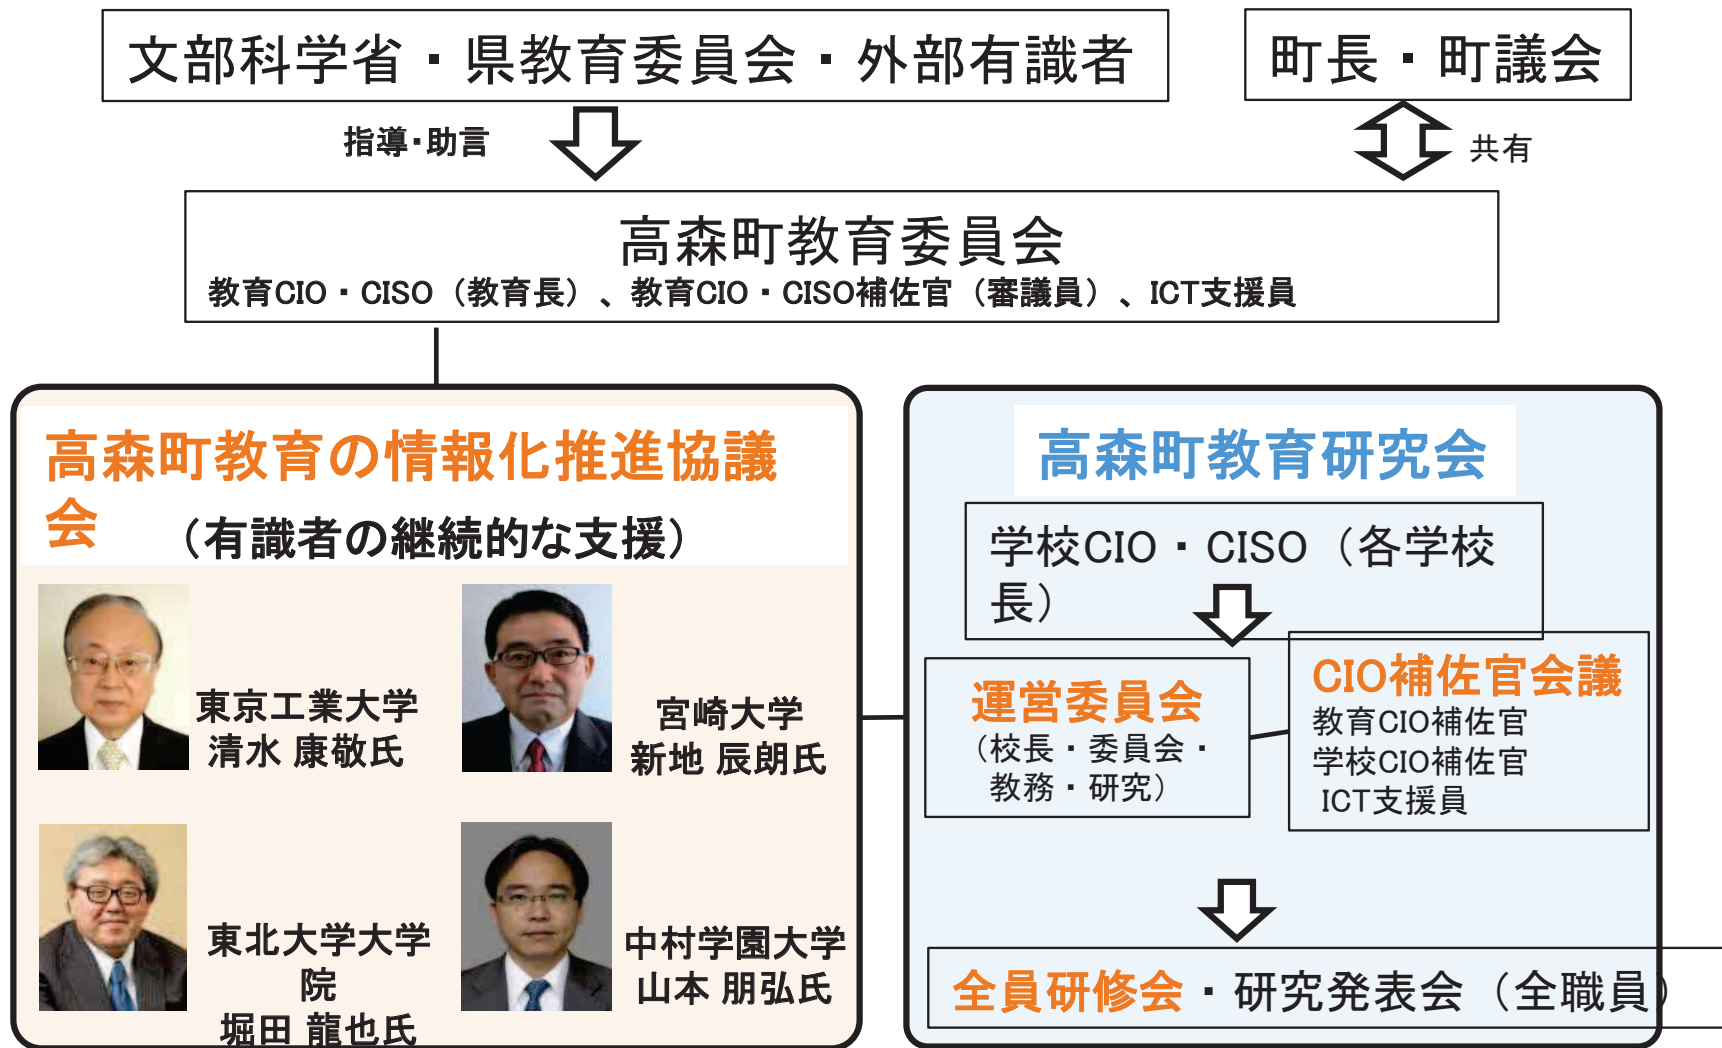 文部科学省・県教育委員会・外部有識者
町長・町議会
指導・助言
共有
高森町教育委員会
教育CIO・CISO（教育長）、教育CIO・CISO補佐官（審議員）、ICT支援員
高森町教育の情報化推進協議
会 （有識者の継続的な支援）
東京工業大学
清水 康敬氏
宮崎大学
新地 辰朗氏
東北大学大学
院
堀田 龍也氏
中村学園大学
山本 朋弘氏
高森町教育研究会
学校CIO・CISO（各学校
長）
運営委員会
（校長・委員会・
教務・研究）
CIO補佐官会議
教育CIO補佐官
学校CIO補佐官
ICT支援員
全員研修会・研究発表会（全職員）